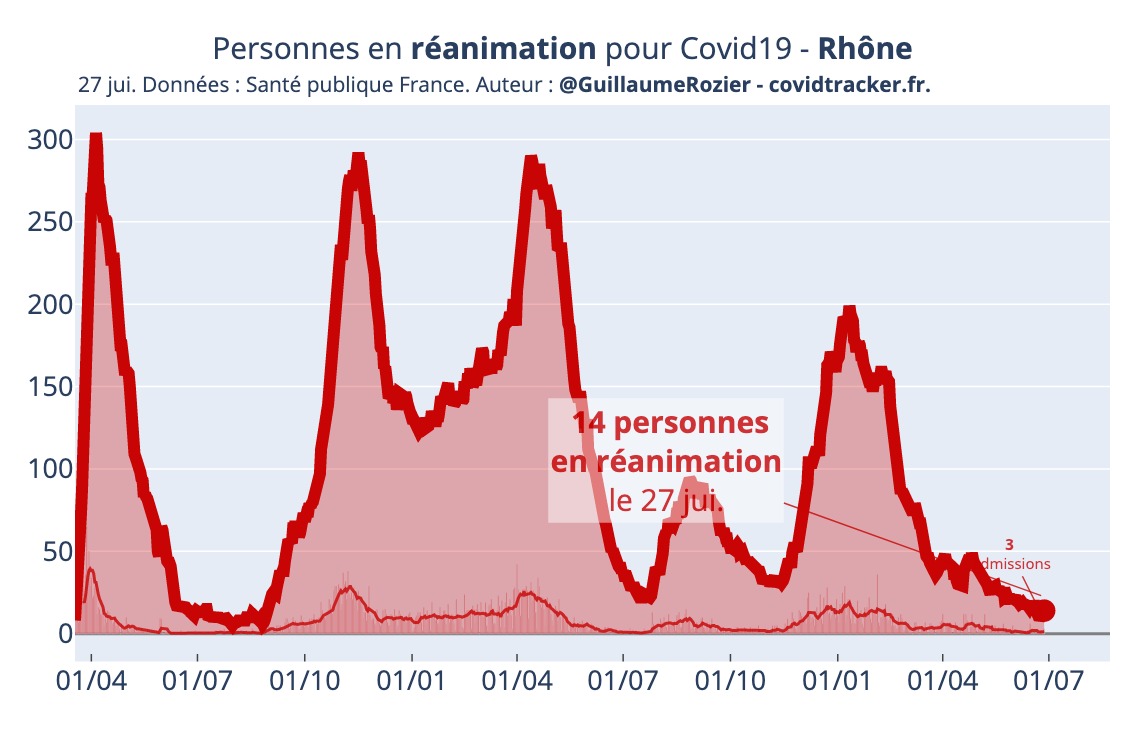 Personnes en réanimation pour Covid19 - Rhône
27 jui. Données : Santé publique France. Auteur : @GuillaumeRozier - covidtracker.fr.
300
250
200
150
100
50
0
14 personnes
en réanimation
le 27 jui.
3
dmissions
01/04 01/07 01/10 01/01 01/04 01/07 01/10 01/01 01/04 01/07